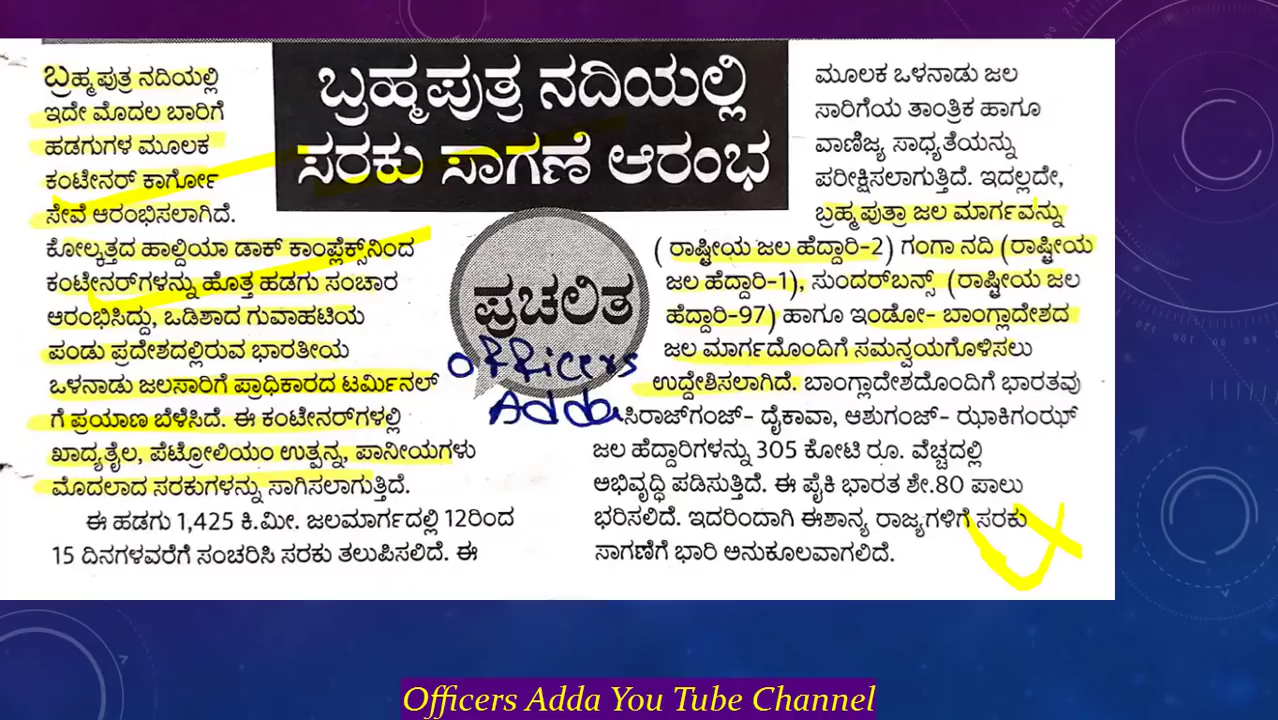 ಬ್ರಹ್ಮಪುತ್ರ ನದಿಯಲ್ಲಿ
ಸರಕು ಸಾಗಣೆ ಆರಂಭ
ಬ್ರಹ್ಮಪುತ್ರ ನದಿಯಲ್ಲಿ
ಇದೇ ಮೊದಲ ಬಾರಿಗೆ
ಹಡಗುಗಳ ಮೂಲಕ
ಕಂಟೇನರ್ ಕಾರ್ಗೋ
ಸೇವೆ ಆರಂಭಿಸಲಾಗಿದೆ.
ಕೋಲ್ಕತ್ತದ ಹಾಲ್ದಿಯಾ ಡಾಕ್ ಕಾಂಪ್ಲೆಕ್ಸ್‌ನಿಂದ
ಕಂಟೇನರ್‌ಗಳನ್ನು ಹೊತ್ತ ಹಡಗು ಸಂಚಾರ
ಆರಂಭಿಸಿದ್ದು, ಒಡಿಶಾದ ಗುವಾಹಟಿಯ
ಪಂಡು ಪ್ರದೇಶದಲ್ಲಿರುವ ಭಾರತೀಯ
ಒಳನಾಡು ಜಲಸಾರಿಗೆ ಪ್ರಾಧಿಕಾರದ ಟರ್ಮಿನಲ್
ಗೆ ಪ್ರಯಾಣ ಬೆಳೆಸಿದೆ. ಈ ಕಂಟೇನರ್‌ಗಳಲ್ಲಿ
ಖಾದ್ಯತೈಲ, ಪೆಟ್ರೋಲಿಯಂ ಉತ್ಪನ್ನ, ಪಾನೀಯಗಳು
ಮೊದಲಾದ ಸರಕುಗಳನ್ನು ಸಾಗಿಸಲಾಗುತ್ತಿದೆ.
ಈ ಹಡಗು 1,425 ಕಿ.ಮೀ. ಜಲಮಾರ್ಗದಲ್ಲಿ 12ರಿಂದ
15 ದಿನಗಳವರೆಗೆ ಸಂಚರಿಸಿ ಸರಕು ತಲುಪಿಸಲಿದೆ. ಈ
ಪ್ರಚಲಿತ
Officers
Adda
ಮೂಲಕ ಒಳನಾಡು ಜಲ
ಸಾರಿಗೆಯ ತಾಂತ್ರಿಕ ಹಾಗೂ
ವಾಣಿಜ್ಯ ಸಾಧ್ಯತೆಯನ್ನು
ಪರೀಕ್ಷಿಸಲಾಗುತ್ತಿದೆ. ಇದಲ್ಲದೇ,
ಬ್ರಹ್ಮಪುತ್ರಾ ಜಲ ಮಾರ್ಗವನ್ನು
( ರಾಷ್ಟ್ರೀಯ ಜಲ ಹೆದ್ದಾರಿ-2) ಗಂಗಾ ನದಿ (ರಾಷ್ಟ್ರೀಯ
ಜಲ ಹೆದ್ದಾರಿ-1), ಸುಂದರ್‌ಬನ್ಸ್ (ರಾಷ್ಟ್ರೀಯ ಜಲ
ಹೆದ್ದಾರಿ-97) ಹಾಗೂ ಇಂಡೋ- ಬಾಂಗ್ಲಾದೇಶದ
ಜಲ ಮಾರ್ಗದೊಂದಿಗೆ ಸಮನ್ವಯಗೊಳಿಸಲು
ಉದ್ದೇಶಿಸಲಾಗಿದೆ. ಬಾಂಗ್ಲಾದೇಶದೊಂದಿಗೆ ಭಾರತವು
ಸಿರಾಜ್‌ಗಂಜ್- ದೈಕಾವಾ, ಆಶುಗಂಜ್- ಝಾಕಿಗಂಝ್
ಜಲ ಹೆದ್ದಾರಿಗಳನ್ನು 305 ಕೋಟಿ ರೂ. ವೆಚ್ಚದಲ್ಲಿ
ಅಭಿವೃದ್ಧಿ ಪಡಿಸುತ್ತಿದೆ. ಈ ಪೈಕಿ ಭಾರತ ಶೇ.80 ಪಾಲು
ಭರಿಸಲಿದೆ. ಇದರಿಂದಾಗಿ ಈಶಾನ್ಯ ರಾಜ್ಯಗಳಿಗೆ ಸರಕು
ಸಾಗಣೆಗೆ ಭಾರಿ ಅನುಕೂಲವಾಗಲಿದೆ.
Officers Adda You Tube Channel